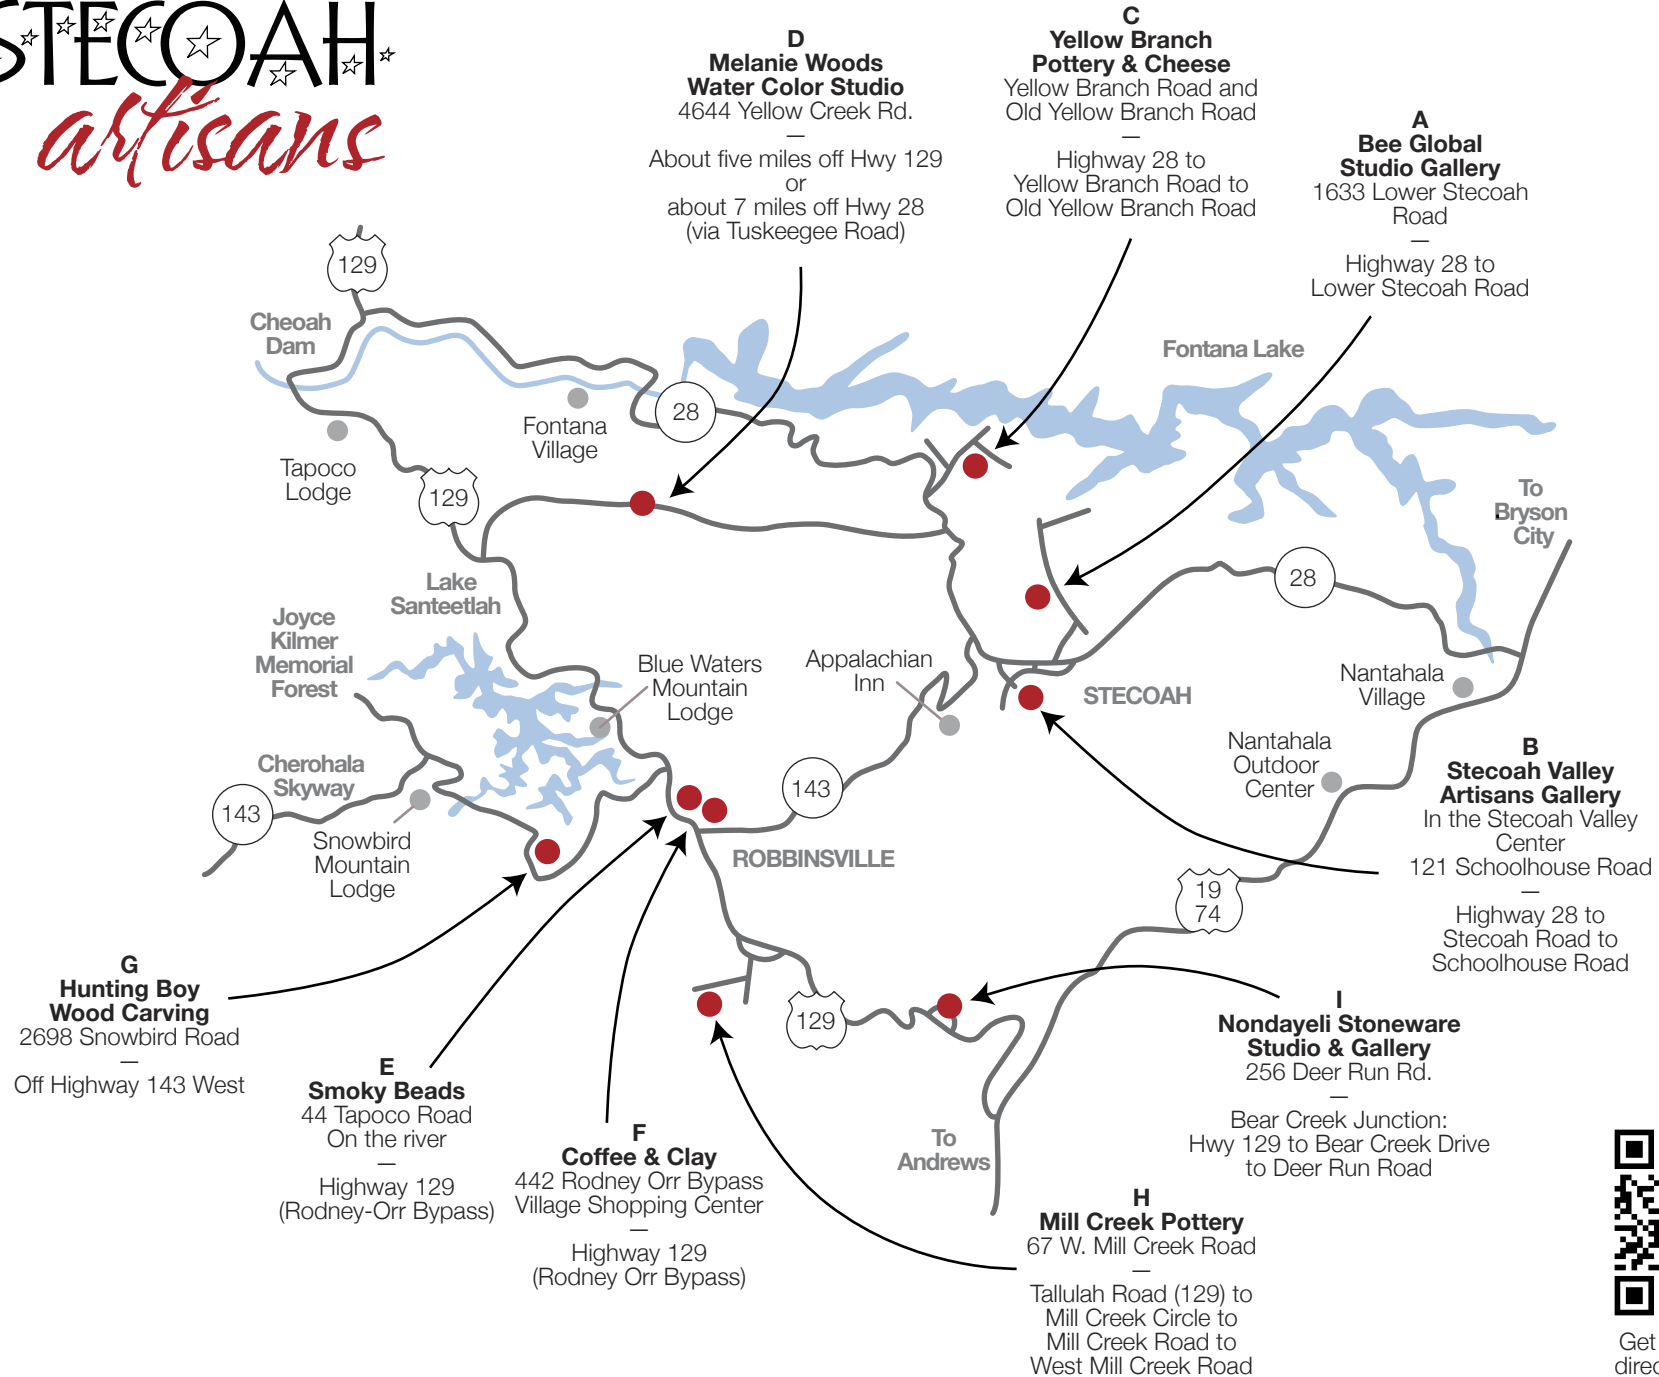 STECOAH
artisans
D
Melanie Woods
Water Color Studio
4644 Yellow Creek Rd.
—
About five miles off Hwy 129
or
about 7 miles off Hwy 28
(via Tuskeegee Road)
C
Yellow Branch
Pottery & Cheese
Yellow Branch Road and
Old Yellow Branch Road
—
Highway 28 to
Yellow Branch Road to
Old Yellow Branch Road
A
Bee Global
Studio Gallery
1633 Lower Stecoah
Road
—
Highway 28 to
Lower Stecoah Road
129
Cheoah
Dam
Fontana Lake
28
Fontana
Village
Tapoco
Lodge
129
To
Bryson
City
Lake
Santeetlah
28
Joyce
Kilmer
Memorial
Forest
Blue Waters
Mountain
Lodge
Appalachian
Inn
STECOAH
Nantahala
Village
Nantahala
Outdoor
Center
Cherohala
Skyway
143
143
Snowbird
Mountain
Lodge
ROBBINSVILLE
B
Stecoah Valley
Artisans Gallery
In the Stecoah Valley
Center
121 Schoolhouse Road
—
Highway 28 to
Stecoah Road to
Schoolhouse Road
19
74
G
Hunting Boy
Wood Carving
2698 Snowbird Road
—
Off Highway 143 West
129
I
Nondayeli Stoneware
Studio & Gallery
256 Deer Run Rd.
—
Bear Creek Junction:
Hwy 129 to Bear Creek Drive
to Deer Run Road
E
Smoky Beads
44 Tapoco Road
On the river
—
Highway 129
(Rodney-Orr Bypass)
F
Coffee & Clay
442 Rodney Orr Bypass
Village Shopping Center
—
Highway 129
(Rodney Orr Bypass)
To
Andrews
H
Mill Creek Pottery
67 W. Mill Creek Road
—
Tallulah Road (129) to
Mill Creek Circle to
Mill Creek Road to
West Mill Creek Road
Get
direc